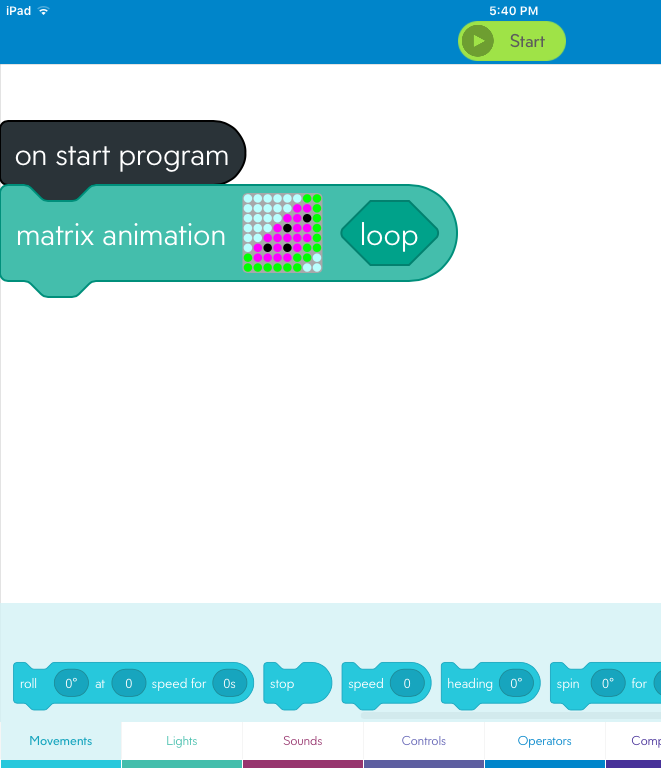 iPad 5:40 PM
Start
on start program
matrix animation loop
roll 0° at 0 speed for 0s stop speed 0 heading 0° spin 0° for
Movements Lights Sounds Controls Operators Comp